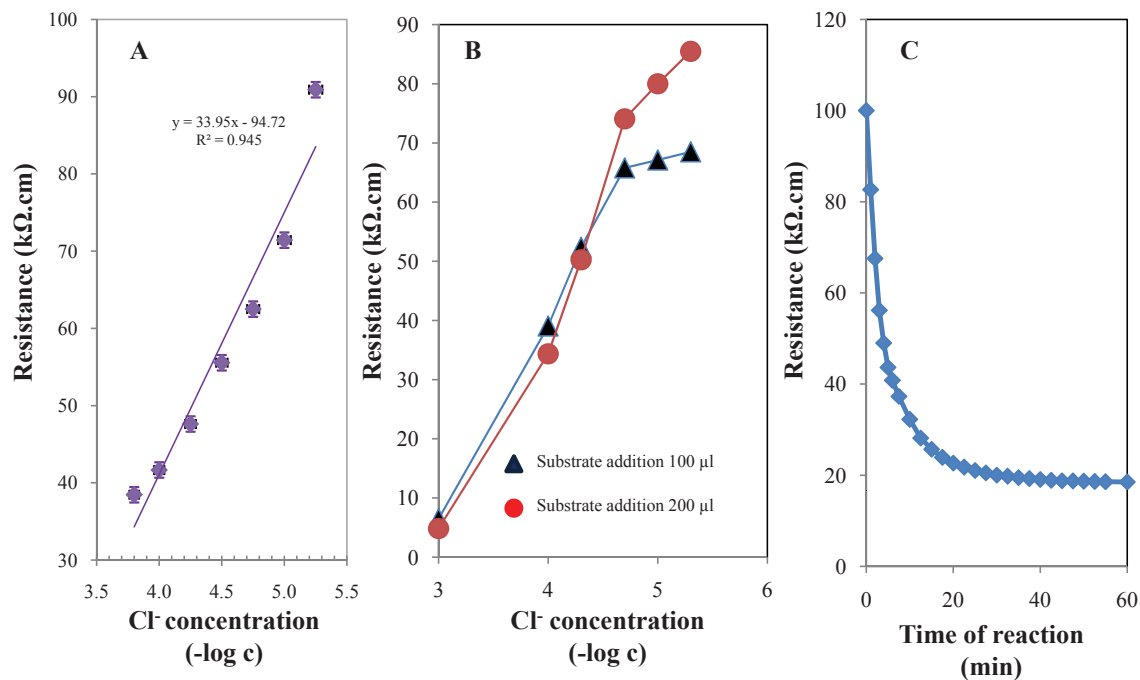 A
100
90
80
70
60
50
40
30
3.5
4.0
4.5
5.0
5.5
y = 33.95x - 94.72
R² = 0.945
Resistance (kΩ.cm)
Cl⁻ concentration
(-log c)
B
90
80
70
60
50
40
30
20
10
0
3
4
5
6
Substrate addition 100 µl
Substrate addition 200 µl
Resistance (kΩ.cm)
Cl⁻ concentration
(-log c)
C
120
100
80
60
40
20
0
0
20
40
60
Resistance (kΩ.cm)
Time of reaction
(min)